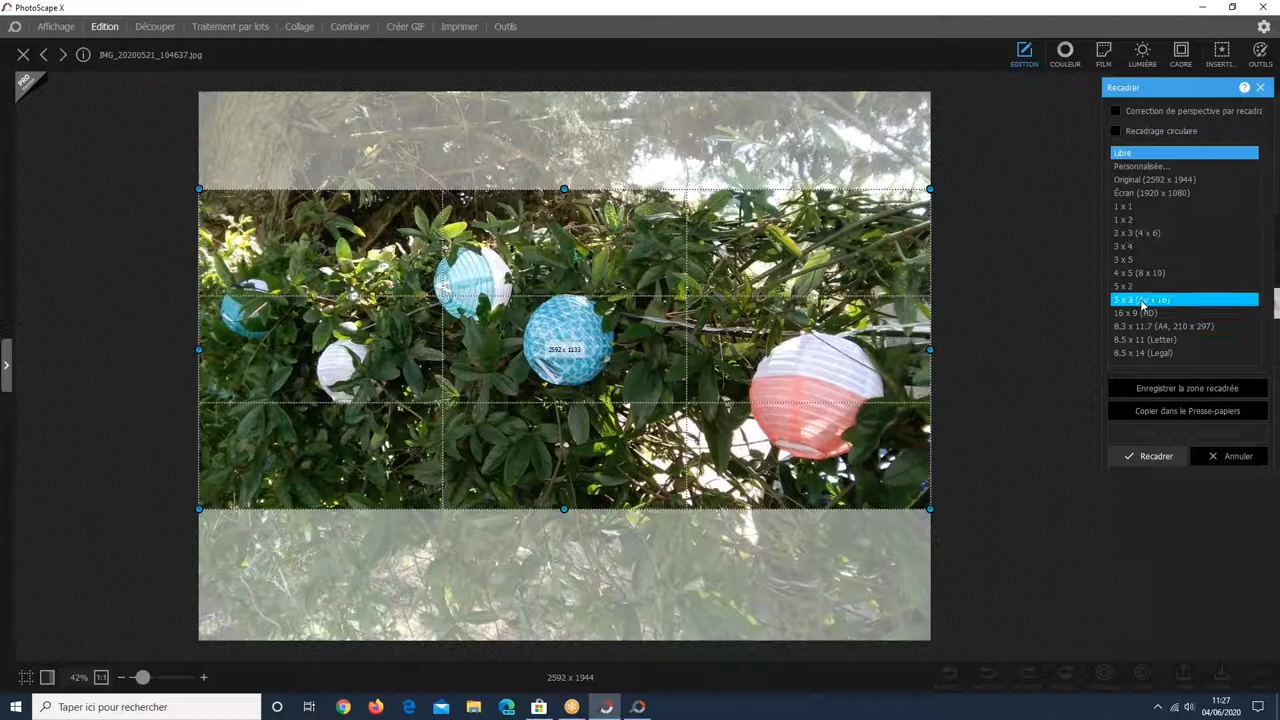 PhotoScape X
Affichage Edition Découper Traitement par lots Collage Combiner Créer GIF Imprimer Outils
IMG_20200521_104637.jpg
EDITION COULEUR FILM LUMIÈRE CADRE INSERTI... OUTILS
PRO
Recadrer
Correction de perspective par recadra
Recadrage circulaire
Libre
Personnalisée...
Original (2592 x 1944)
Écran (1920 x 1080)
1 x 1
1 x 2
2 x 3 (4 x 6)
3 x 4
3 x 5
4 x 5 (8 x 10)
5 x 2
16 x 9 (HD)
8.3 x 11.7 (A4, 210 x 297)
8.5 x 11 (Letter)
8.5 x 14 (Legal)
2592 x 1133
Enregistrer la zone recadrée
Copier dans le Presse-papiers
Recadrer Annuler
42% 1:1
2592 x 1944
Taper ici pour rechercher
11:27
04/06/2020